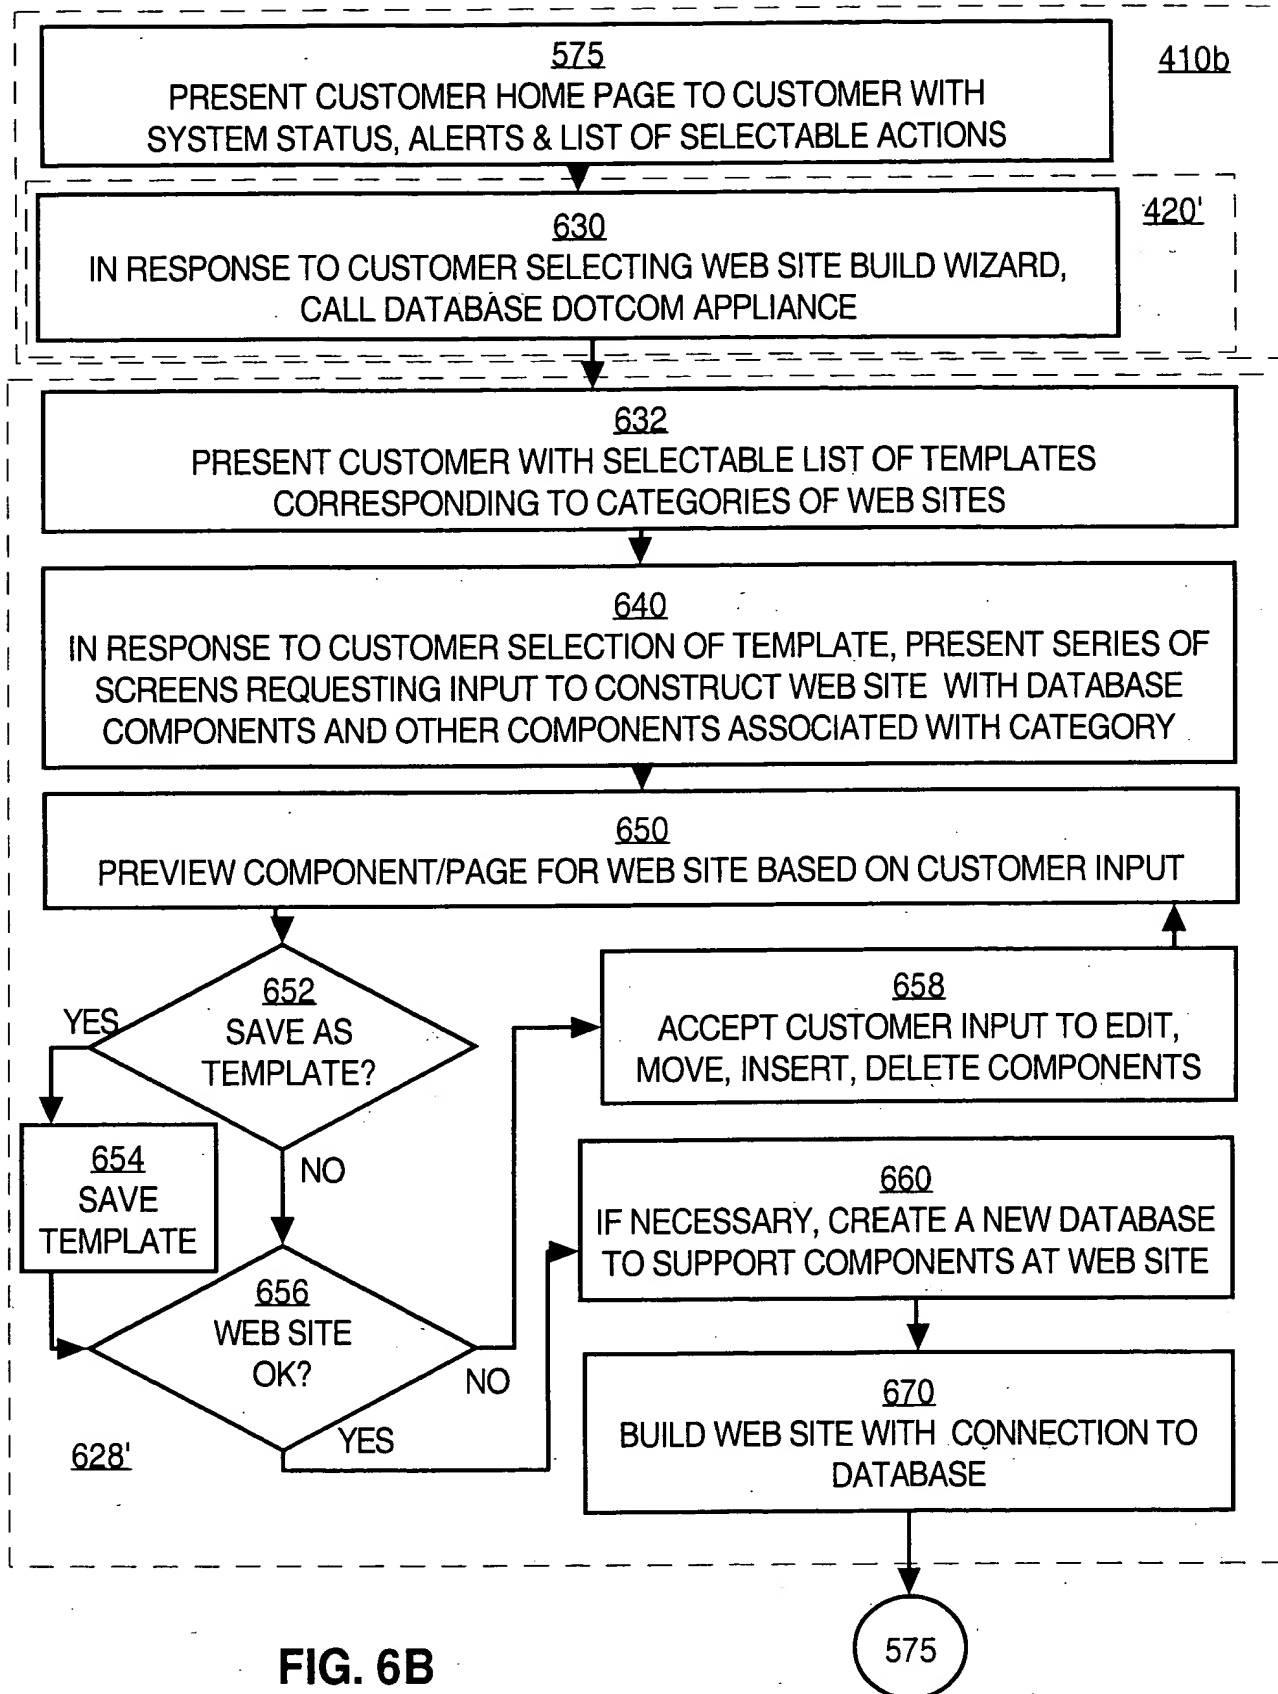 575
410b
PRESENT CUSTOMER HOME PAGE TO CUSTOMER WITH
SYSTEM STATUS, ALERTS & LIST OF SELECTABLE ACTIONS
420'
630
IN RESPONSE TO CUSTOMER SELECTING WEB SITE BUILD WIZARD,
CALL DATABASE DOTCOM APPLIANCE
632
PRESENT CUSTOMER WITH SELECTABLE LIST OF TEMPLATES
CORRESPONDING TO CATEGORIES OF WEB SITES
640
IN RESPONSE TO CUSTOMER SELECTION OF TEMPLATE, PRESENT SERIES OF
SCREENS REQUESTING INPUT TO CONSTRUCT WEB SITE WITH DATABASE
COMPONENTS AND OTHER COMPONENTS ASSOCIATED WITH CATEGORY
650
PREVIEW COMPONENT/PAGE FOR WEB SITE BASED ON CUSTOMER INPUT
652
SAVE AS
TEMPLATE?
YES
NO
658
ACCEPT CUSTOMER INPUT TO EDIT,
MOVE, INSERT, DELETE COMPONENTS
654
SAVE
TEMPLATE
656
WEB SITE
OK?
NO
YES
660
IF NECESSARY, CREATE A NEW DATABASE
TO SUPPORT COMPONENTS AT WEB SITE
670
BUILD WEB SITE WITH CONNECTION TO
DATABASE
628'
575
FIG. 6B